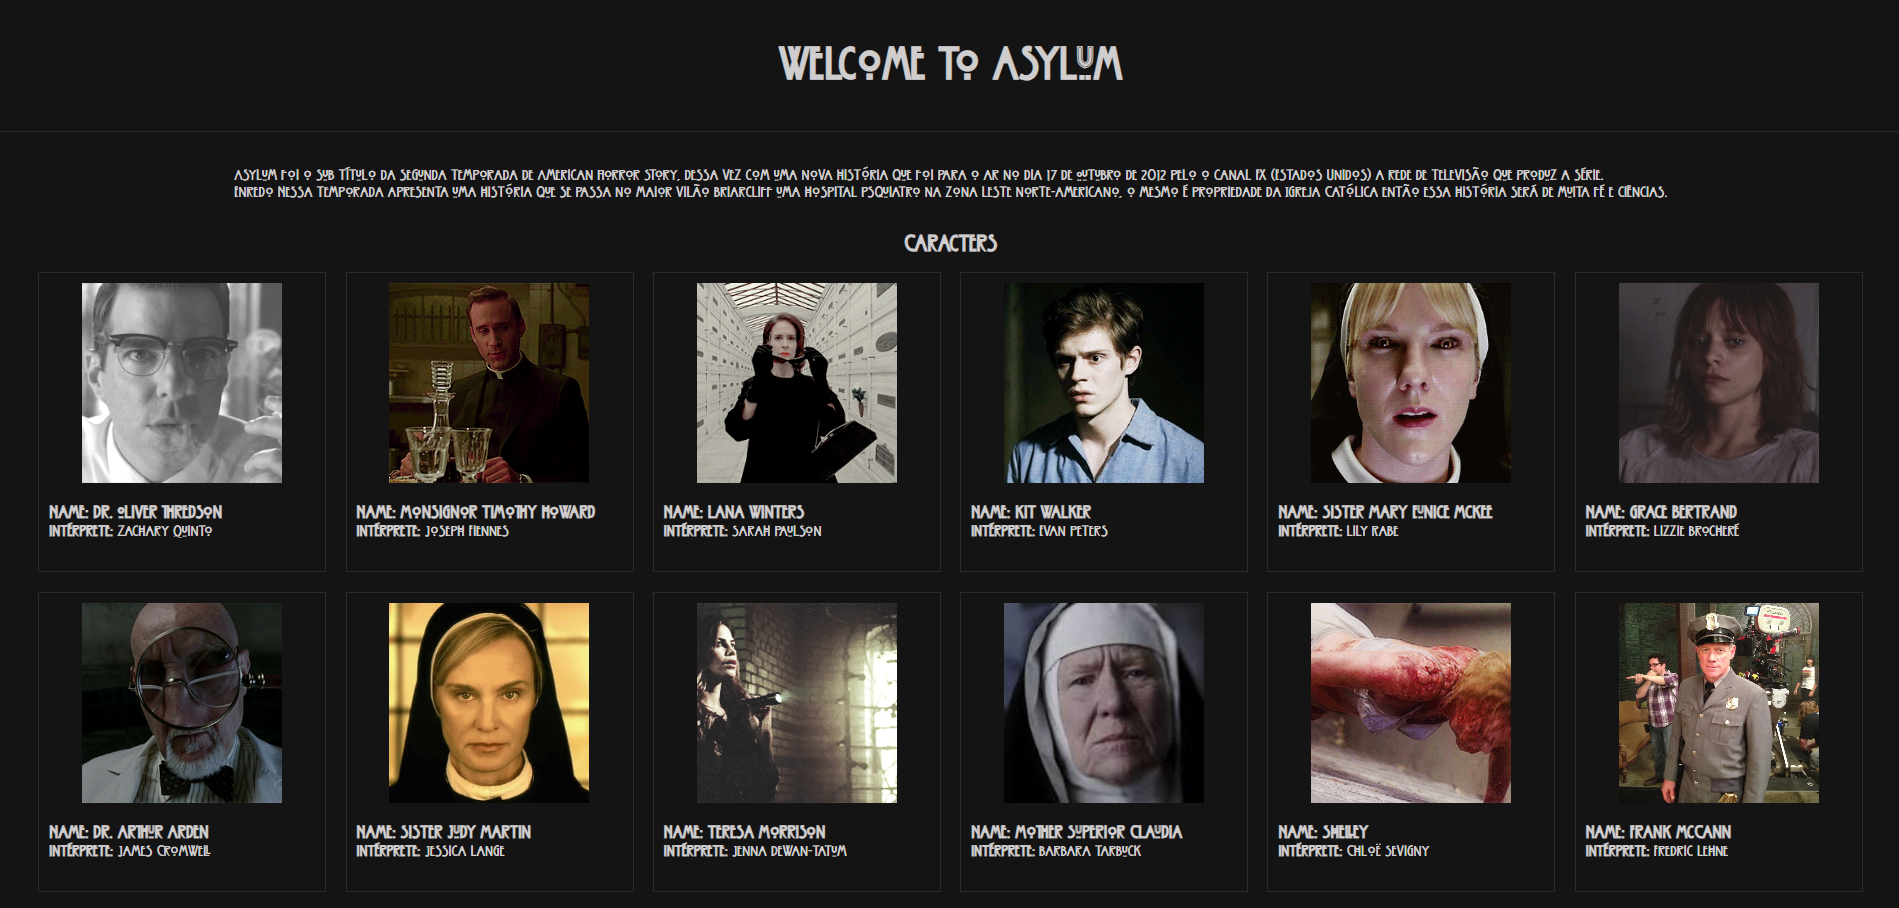 WELCOME TO ASYLUM
ASYLUM FOI O SUB TÍTULO DA SEGUNDA TEMPORADA DE AMERICAN HORROR STORY, DESSA VEZ COM UMA NOVA HISTÓRIA QUE FOI PARA O AR NO DIA 17 DE OUTUBRO DE 2012 PELO O CANAL FX (ESTADOS UNIDOS) A REDE DE TELEVISÃO QUE PRODUZ A SÉRIE.
ENREDO NESSA TEMPORADA APRESENTA UMA HISTÓRIA QUE SE PASSA NO MAIOR VILÃO BRIARCLIFF UMA HOSPITAL PSQUIATRO NA ZONA LESTE NORTE-AMERICANO, O MESMO É PROPRIEDADE DA IGREJA CATÓLICA ENTÃO ESSA HISTÓRIA SERÁ DE MUITA FÉ E CIÊNCIAS.
CARACTERS
NAME: DR. OLIVER THREDSON
INTÉRPRETE: ZACHARY QUINTO
NAME: MONSIGNOR TIMOTHY HOWARD
INTÉRPRETE: JOSEPH FIENNES
NAME: LANA WINTERS
INTÉRPRETE: SARAH PAULSON
NAME: KIT WALKER
INTÉRPRETE: EVAN PETERS
NAME: SISTER MARY EUNICE MCKEE
INTÉRPRETE: LILY RABE
NAME: GRACE BERTRAND
INTÉRPRETE: LIZZIE BROCHERÉ
NAME: DR. ARTHUR ARDEN
INTÉRPRETE: JAMES CROMWELL
NAME: SISTER JUDY MARTIN
INTÉRPRETE: JESSICA LANGE
NAME: TERESA MORRISON
INTÉRPRETE: JENNA DEWAN-TATUM
NAME: MOTHER SUPERIOR CLAUDIA
INTÉRPRETE: BARBARA TARBUCK
NAME: SHELLEY
INTÉRPRETE: CHLOË SEVIGNY
NAME: FRANK MCCANN
INTÉRPRETE: FREDRIC LEHNE